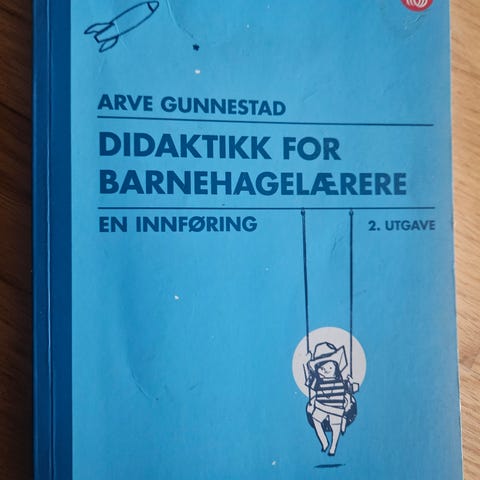 ARVE GUNNESTAD
DIDAKTIKK FOR
BARNEHAGELÆRERE
EN INNFØRING
2. UTGAVE